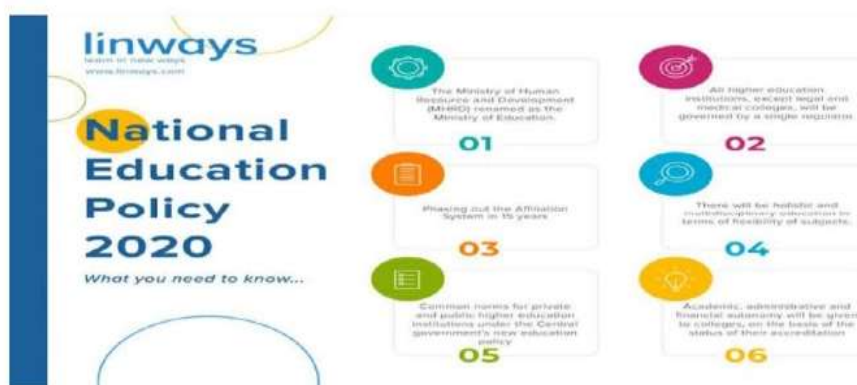 linways
learn in new ways
www.linways.com
National
Education
Policy
2020
What you need to know...
The Ministry of Human
Resource and Development
(MHRD) renamed as the
Ministry of Education.
01
All higher education
institutions, except legal and
medical colleges, will be
governed by a single regulator.
02
Phasing out the Affiliation
System in 15 years
03
There will be holistic and
multidisciplinary education in
terms of flexibility of subjects.
04
Common norms for private
and public higher education
institutions under the Central
government's new education
policy
05
Academic, administrative and
financial autonomy will be given
to colleges, on the basis of the
status of their accreditation
06